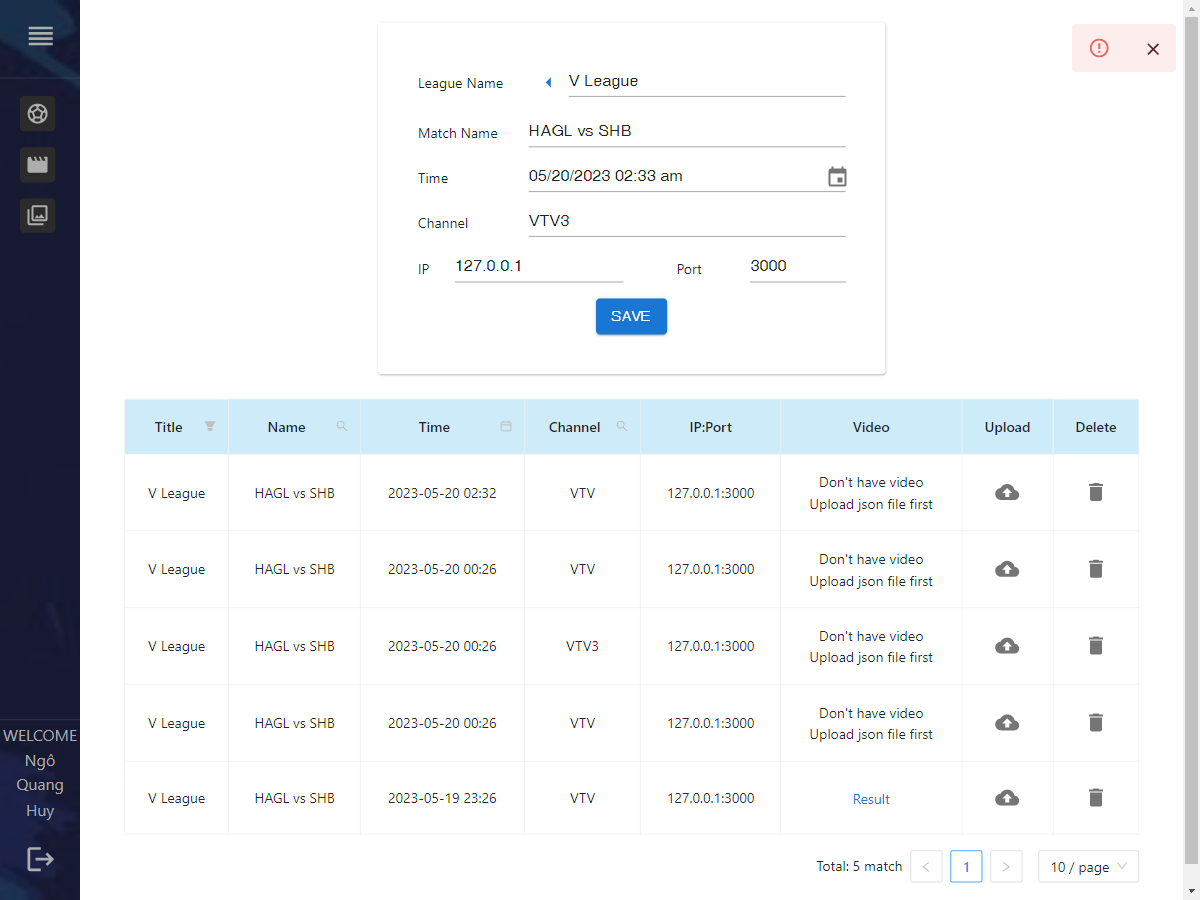 League Name V League
Match Name HAGL vs SHB
Time 05/20/2023 02:33 am
Channel VTV3
IP 127.0.0.1 Port 3000
SAVE
Title Name Time Channel IP:Port Video Upload Delete
V League HAGL vs SHB 2023-05-20 02:32 VTV 127.0.0.1:3000 Don't have video
Upload json file first
V League HAGL vs SHB 2023-05-20 00:26 VTV 127.0.0.1:3000 Don't have video
Upload json file first
V League HAGL vs SHB 2023-05-20 00:26 VTV3 127.0.0.1:3000 Don't have video
Upload json file first
V League HAGL vs SHB 2023-05-20 00:26 VTV 127.0.0.1:3000 Don't have video
Upload json file first
V League HAGL vs SHB 2023-05-19 23:26 VTV 127.0.0.1:3000 Result
Total: 5 match < 1 > 10 / page
WELCOME
Ngô
Quang
Huy